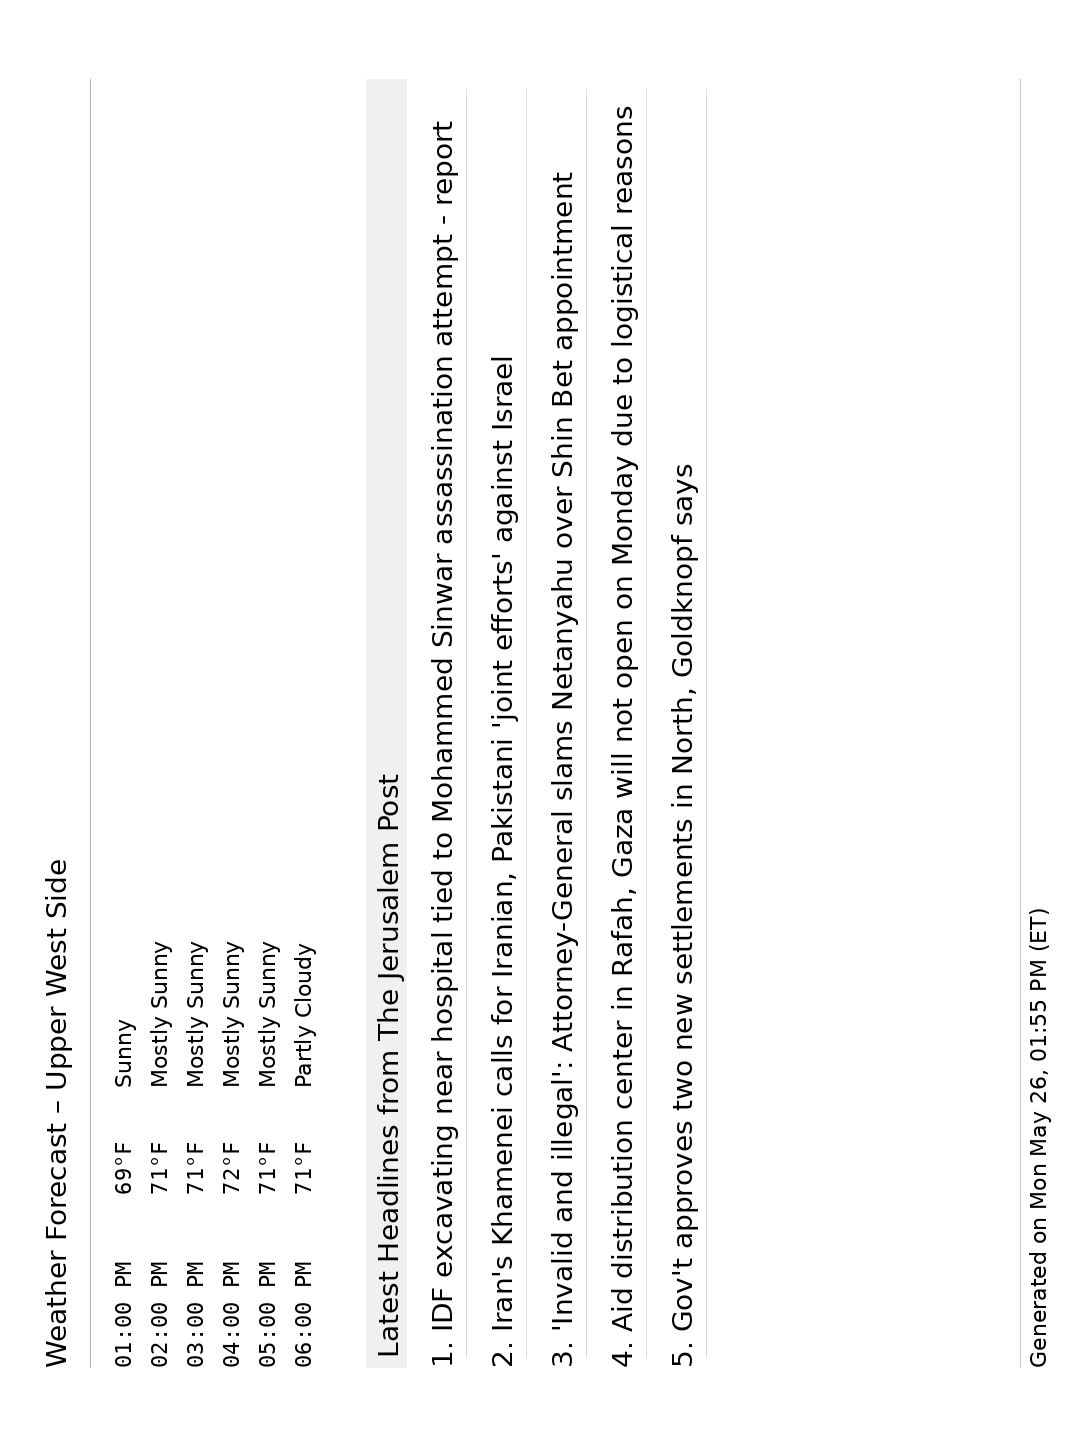 Weather Forecast – Upper West Side
01:00 PM 69°F Sunny
02:00 PM 71°F Mostly Sunny
03:00 PM 71°F Mostly Sunny
04:00 PM 72°F Mostly Sunny
05:00 PM 71°F Mostly Sunny
06:00 PM 71°F Partly Cloudy
Latest Headlines from The Jerusalem Post
1. IDF excavating near hospital tied to Mohammed Sinwar assassination attempt - report
2. Iran's Khamenei calls for Iranian, Pakistani 'joint efforts' against Israel
3. 'Invalid and illegal': Attorney-General slams Netanyahu over Shin Bet appointment
4. Aid distribution center in Rafah, Gaza will not open on Monday due to logistical reasons
5. Gov't approves two new settlements in North, Goldknopf says
Generated on Mon May 26, 01:55 PM (ET)